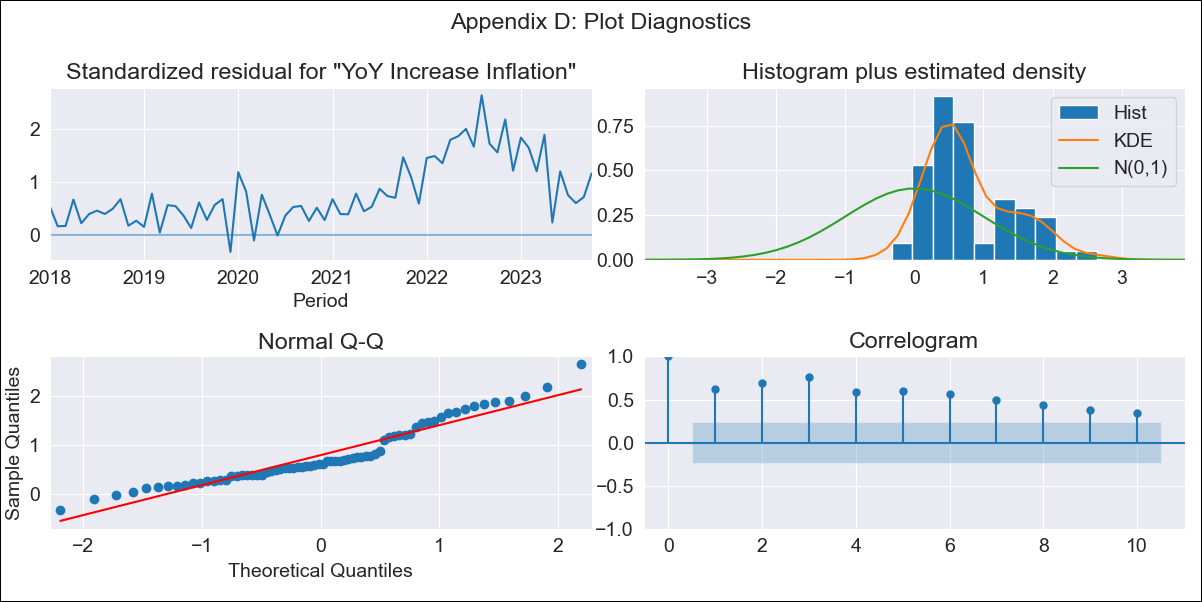 Appendix D: Plot Diagnostics
Standardized residual for "YoY Increase Inflation"
2
1
0
2018 2019 2020 2021 2022 2023
Period
Histogram plus estimated density
Hist
KDE
N(0,1)
0.75
0.50
0.25
0.00
−3 −2 −1 0 1 2 3
Normal Q-Q
Sample Quantiles
2
1
0
−2 −1 0 1 2
Theoretical Quantiles
Correlogram
1.0
0.5
0.0
−0.5
−1.0
0 2 4 6 8 10